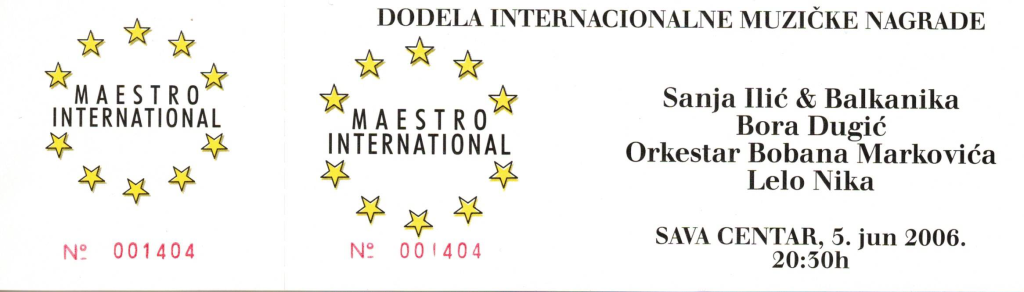 MAESTRO
INTERNATIONAL
Nº 001404
MAESTRO
INTERNATIONAL
Nº 001404
DODELA INTERNACIONALNE MUZIČKE NAGRADE
Sanja Ilić & Balkanika
Bora Dugić
Orkestar Bobana Markovića
Lelo Nika
SAVA CENTAR, 5. jun 2006.
20:30h